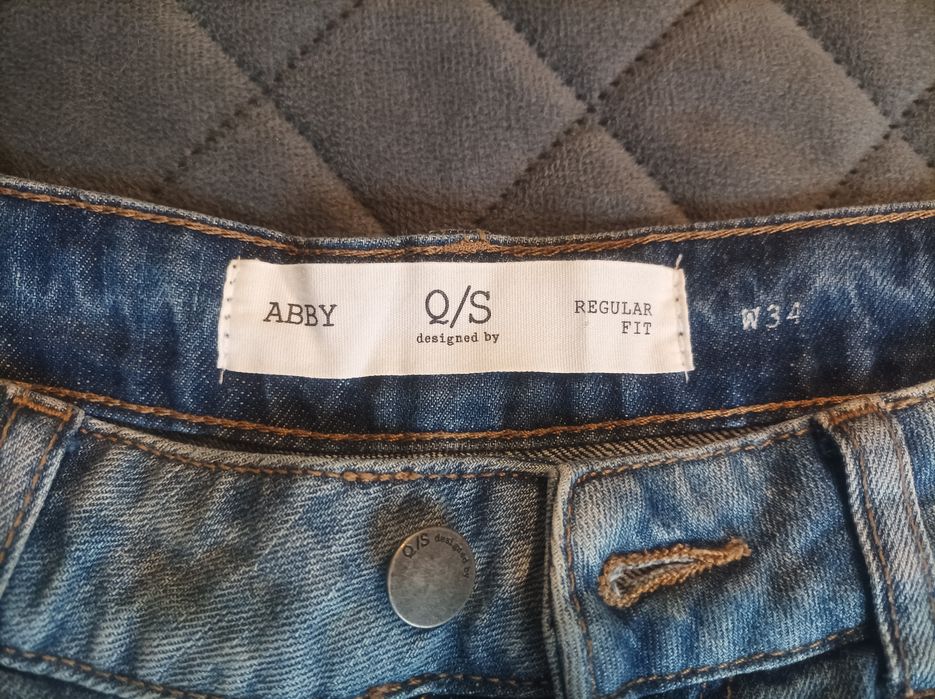 ABBY
Q/S
designed by
REGULAR
FIT
W34
Q/S designed by